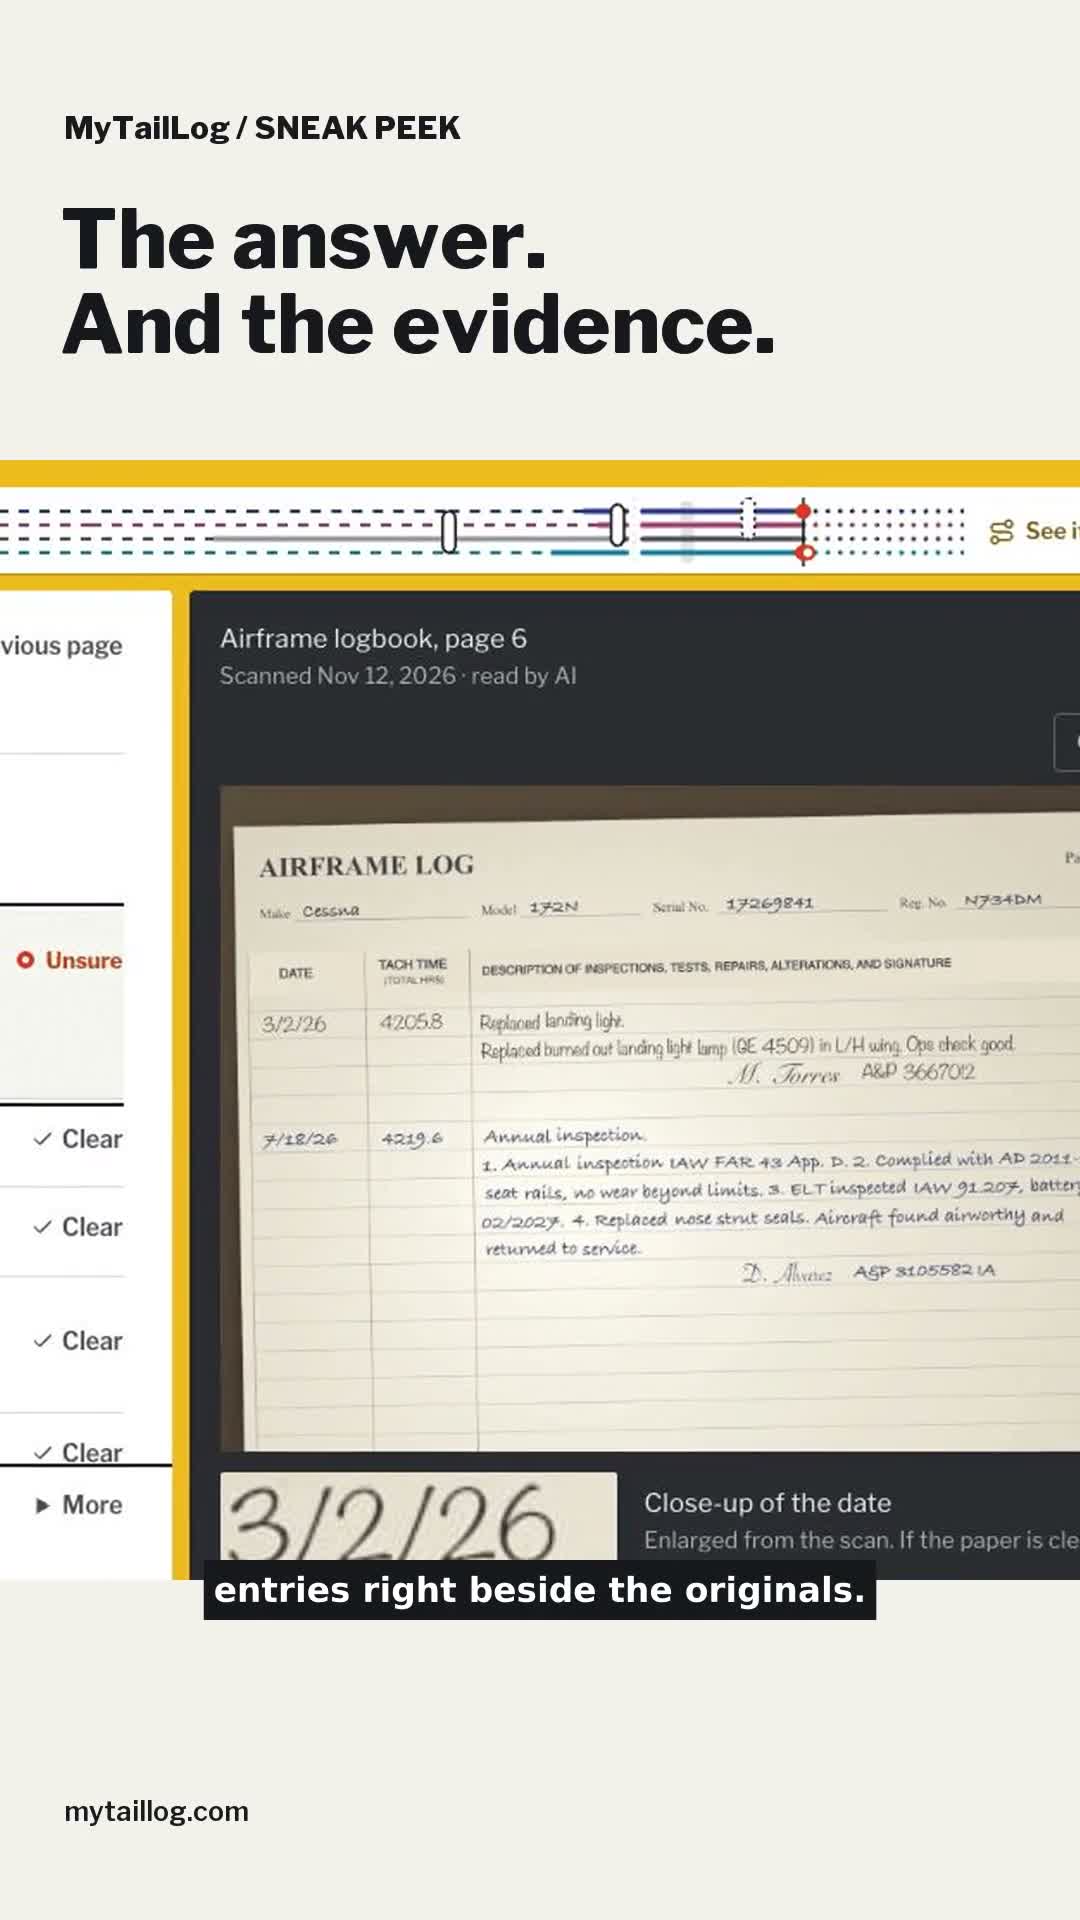 MyTailLog / SNEAK PEEK
The answer.
And the evidence.
See
vious page
Airframe logbook, page 6
Scanned Nov 12, 2026 · read by AI
AIRFRAME LOG
Make Cessna Model 172N Serial No. 17269841 Reg. No. N734DM
DATE TACH TIME DESCRIPTION OF INSPECTIONS, TESTS, REPAIRS, ALTERATIONS, AND SIGNATURE
(TOTAL HRS)
3/2/26 4205.8 Replaced landing light.
Replaced burned out landing light lamp (GE 4509) in L/H wing. Ops check good.
M. Torres A&P 3667012
7/18/26 4219.6 Annual inspection.
1. Annual inspection IAW FAR 43 App. D. 2. Complied with AD 2011-
seat rails, no wear beyond limits. 3. ELT inspected IAW 91.207, battery
02/2027. 4. Replaced nose strut seals. Aircraft found airworthy and
returned to service.
D. Alvarez A&P 3105582 IA
Unsure
Clear
Clear
Clear
Clear
More
3/2/26
Close-up of the date
Enlarged from the scan. If the paper is cle
entries right beside the originals.
mytaillog.com